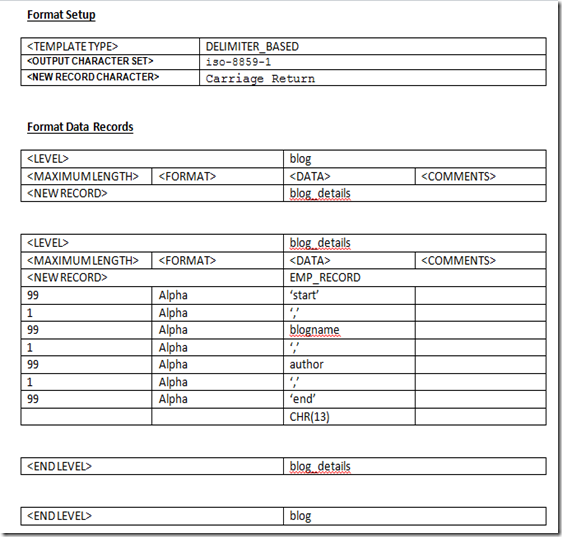 Format Setup
<TEMPLATE TYPE> DELIMITER_BASED
<OUTPUT CHARACTER SET> iso-8859-1
<NEW RECORD CHARACTER> Carriage Return
Format Data Records
<LEVEL> blog
<MAXIMUM LENGTH> <FORMAT> <DATA> <COMMENTS>
<NEW RECORD> blog_details
<LEVEL> blog_details
<MAXIMUM LENGTH> <FORMAT> <DATA> <COMMENTS>
<NEW RECORD> EMP_RECORD
99 Alpha ‘start’
1 Alpha ‘,’
99 Alpha blogname
1 Alpha ‘,’
99 Alpha author
1 Alpha ‘,’
99 Alpha ‘end’
CHR(13)
<END LEVEL> blog_details
<END LEVEL> blog